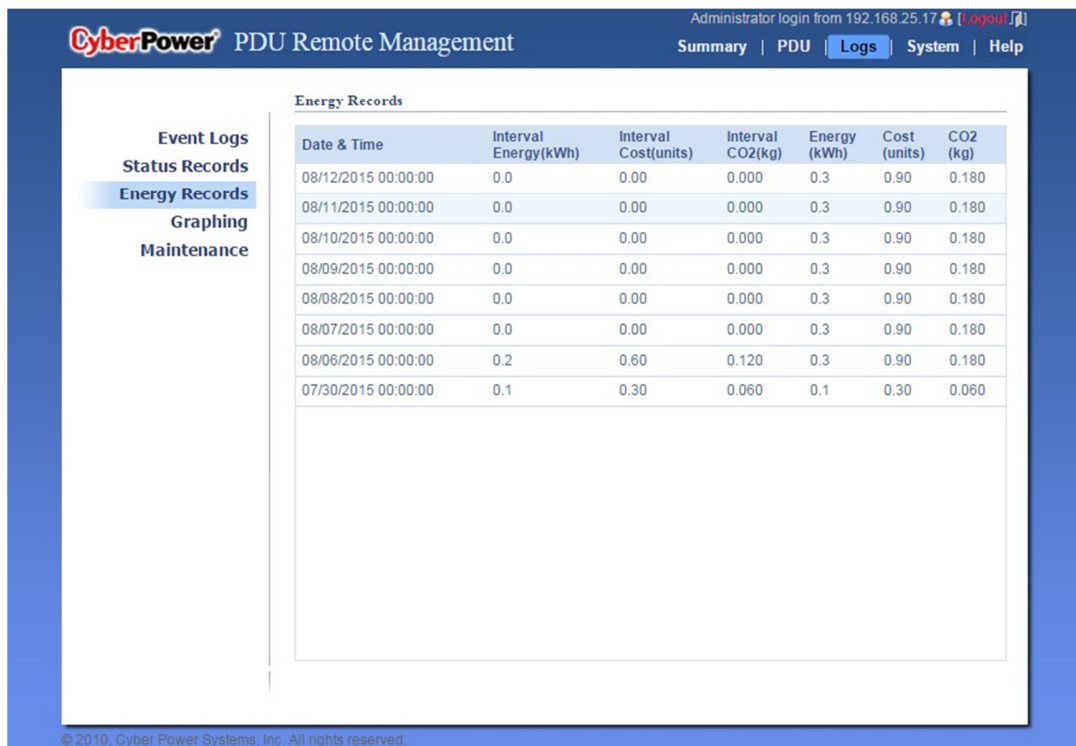 Administrator login from 192.168.25.17 [Logout]
CyberPower® PDU Remote Management
Summary | PDU | Logs | System | Help
Event Logs
Status Records
Energy Records
Graphing
Maintenance
Energy Records
Date & Time Interval Energy(kWh) Interval Cost(units) Interval CO2(kg) Energy (kWh) Cost (units) CO2 (kg)
08/12/2015 00:00:00 0.0 0.00 0.000 0.3 0.90 0.180
08/11/2015 00:00:00 0.0 0.00 0.000 0.3 0.90 0.180
08/10/2015 00:00:00 0.0 0.00 0.000 0.3 0.90 0.180
08/09/2015 00:00:00 0.0 0.00 0.000 0.3 0.90 0.180
08/08/2015 00:00:00 0.0 0.00 0.000 0.3 0.90 0.180
08/07/2015 00:00:00 0.0 0.00 0.000 0.3 0.90 0.180
08/06/2015 00:00:00 0.2 0.60 0.120 0.3 0.90 0.180
07/30/2015 00:00:00 0.1 0.30 0.060 0.1 0.30 0.060
© 2010, Cyber Power Systems, Inc. All rights reserved.